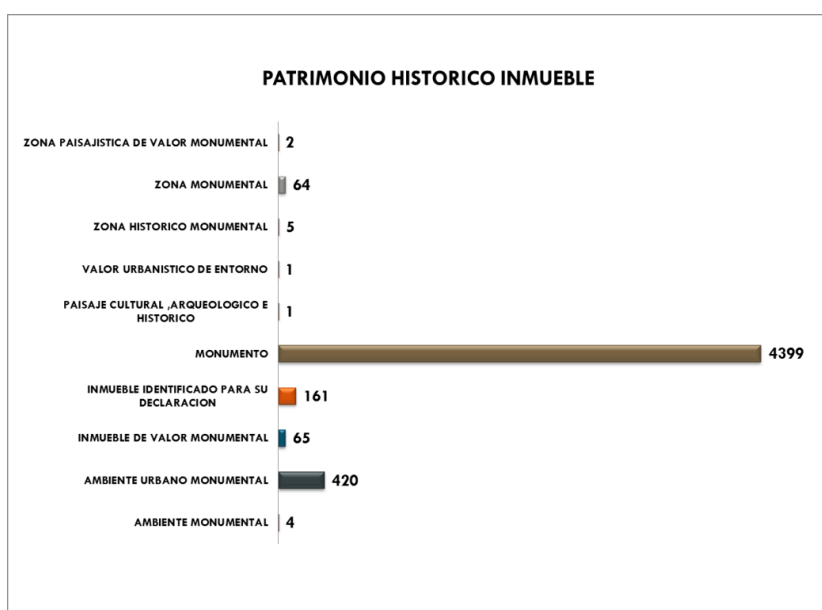 PATRIMONIO HISTORICO INMUEBLE
ZONA PAISAJISTICA DE VALOR MONUMENTAL 2
ZONA MONUMENTAL 64
ZONA HISTORICO MONUMENTAL 5
VALOR URBANISTICO DE ENTORNO 1
PAISAJE CULTURAL ,ARQUEOLOGICO E
HISTORICO 1
MONUMENTO 4399
INMUEBLE IDENTIFICADO PARA SU
DECLARACION 161
INMUEBLE DE VALOR MONUMENTAL 65
AMBIENTE URBANO MONUMENTAL 420
AMBIENTE MONUMENTAL 4